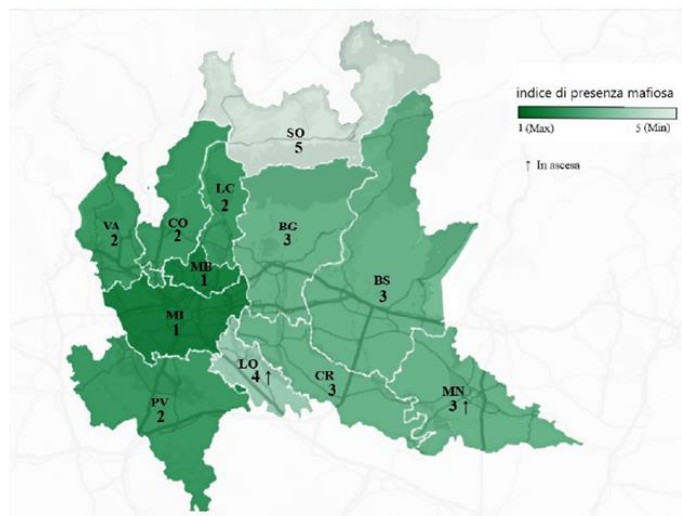 indice di presenza mafiosa
1 (Max) 5 (Min)
↑ In ascesa
SO
5
LC
2
VA
2
CO
2
BG
3
MB
1
BS
3
MI
1
LO
4 ↑
CR
3
MN
3 ↑
PV
2